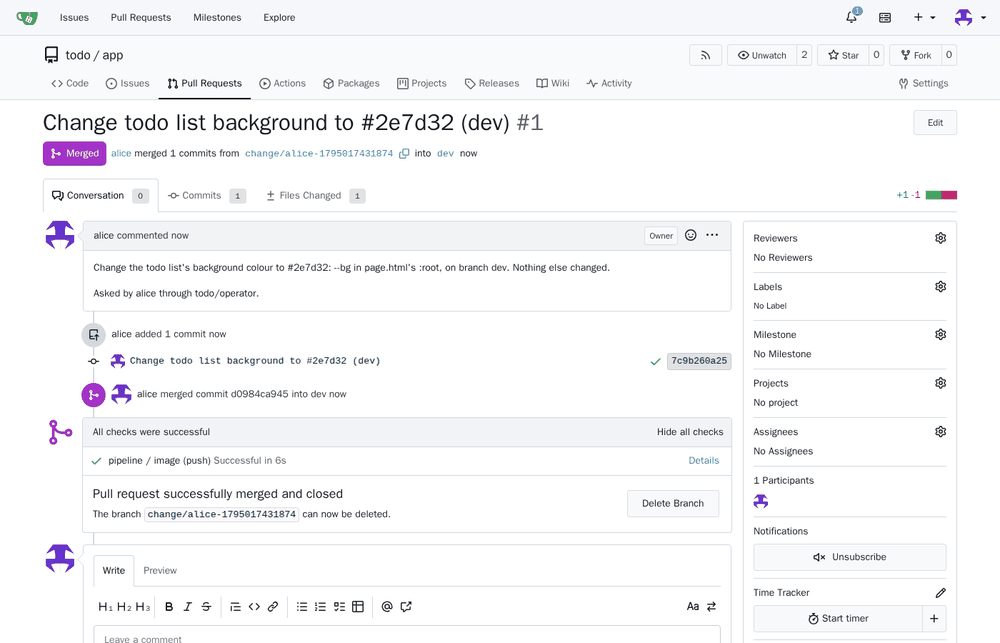 Issues Pull Requests Milestones Explore 1
todo / app Unwatch 2 Star 0 Fork 0
Code Issues Pull Requests Actions Packages Projects Releases Wiki Activity Settings
Change todo list background to #2e7d32 (dev) #1 Edit
Merged alice merged 1 commits from change/alice-1795017431874 into dev now
Conversation 0 Commits 1 Files Changed 1 +1 -1
alice commented now Owner
Change the todo list's background colour to #2e7d32: --bg in page.html's :root, on branch dev. Nothing else changed.
Asked by alice through todo/operator.
alice added 1 commit now
Change todo list background to #2e7d32 (dev) 7c9b260a25
alice merged commit d0984ca945 into dev now
All checks were successful Hide all checks
pipeline / image (push) Successful in 6s Details
Pull request successfully merged and closed
The branch change/alice-1795017431874 can now be deleted.
Delete Branch
Write Preview
H1 H2 H3 B I S Aa
Leave a comment
Reviewers
No Reviewers
Labels
No Label
Milestone
No Milestone
Projects
No project
Assignees
No Assignees
1 Participants
Notifications
Unsubscribe
Time Tracker
Start timer